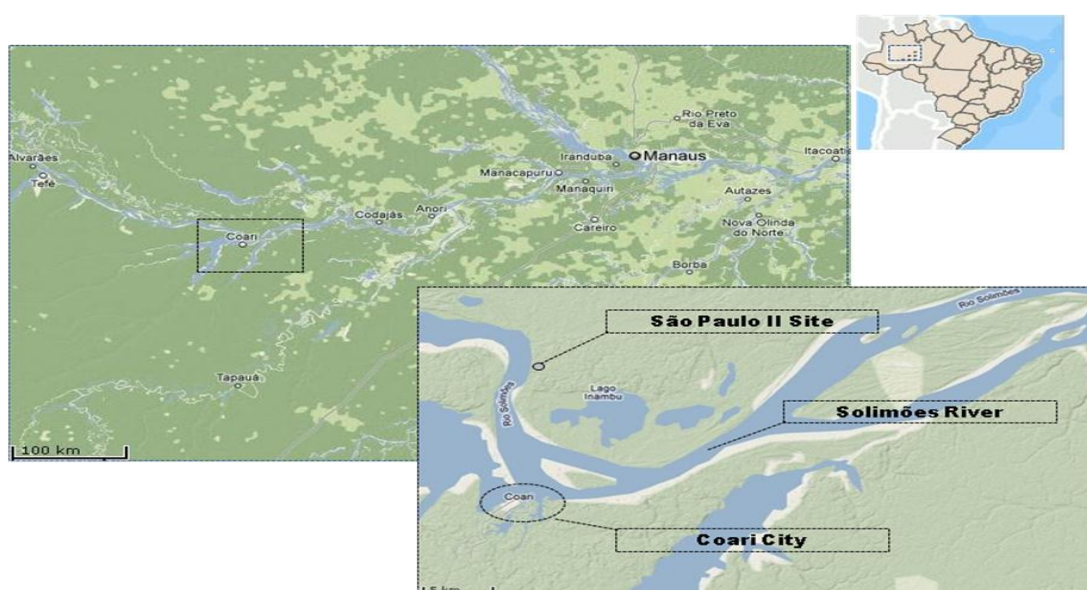 Rio Preto
da Eva
Alvarães
Tefé
Iranduba
Manaus
Itacoati
Manacapuru
Manaquiri
Autazes
Codajás
Anori
Careiro
Nova Olinda
do Norte
Coari
Borba
Tapauá
100 km
Rio Solimões
São Paulo II Site
Rio Solimões
Lago
Inambu
Solimões River
Coari
Coari City
5 km